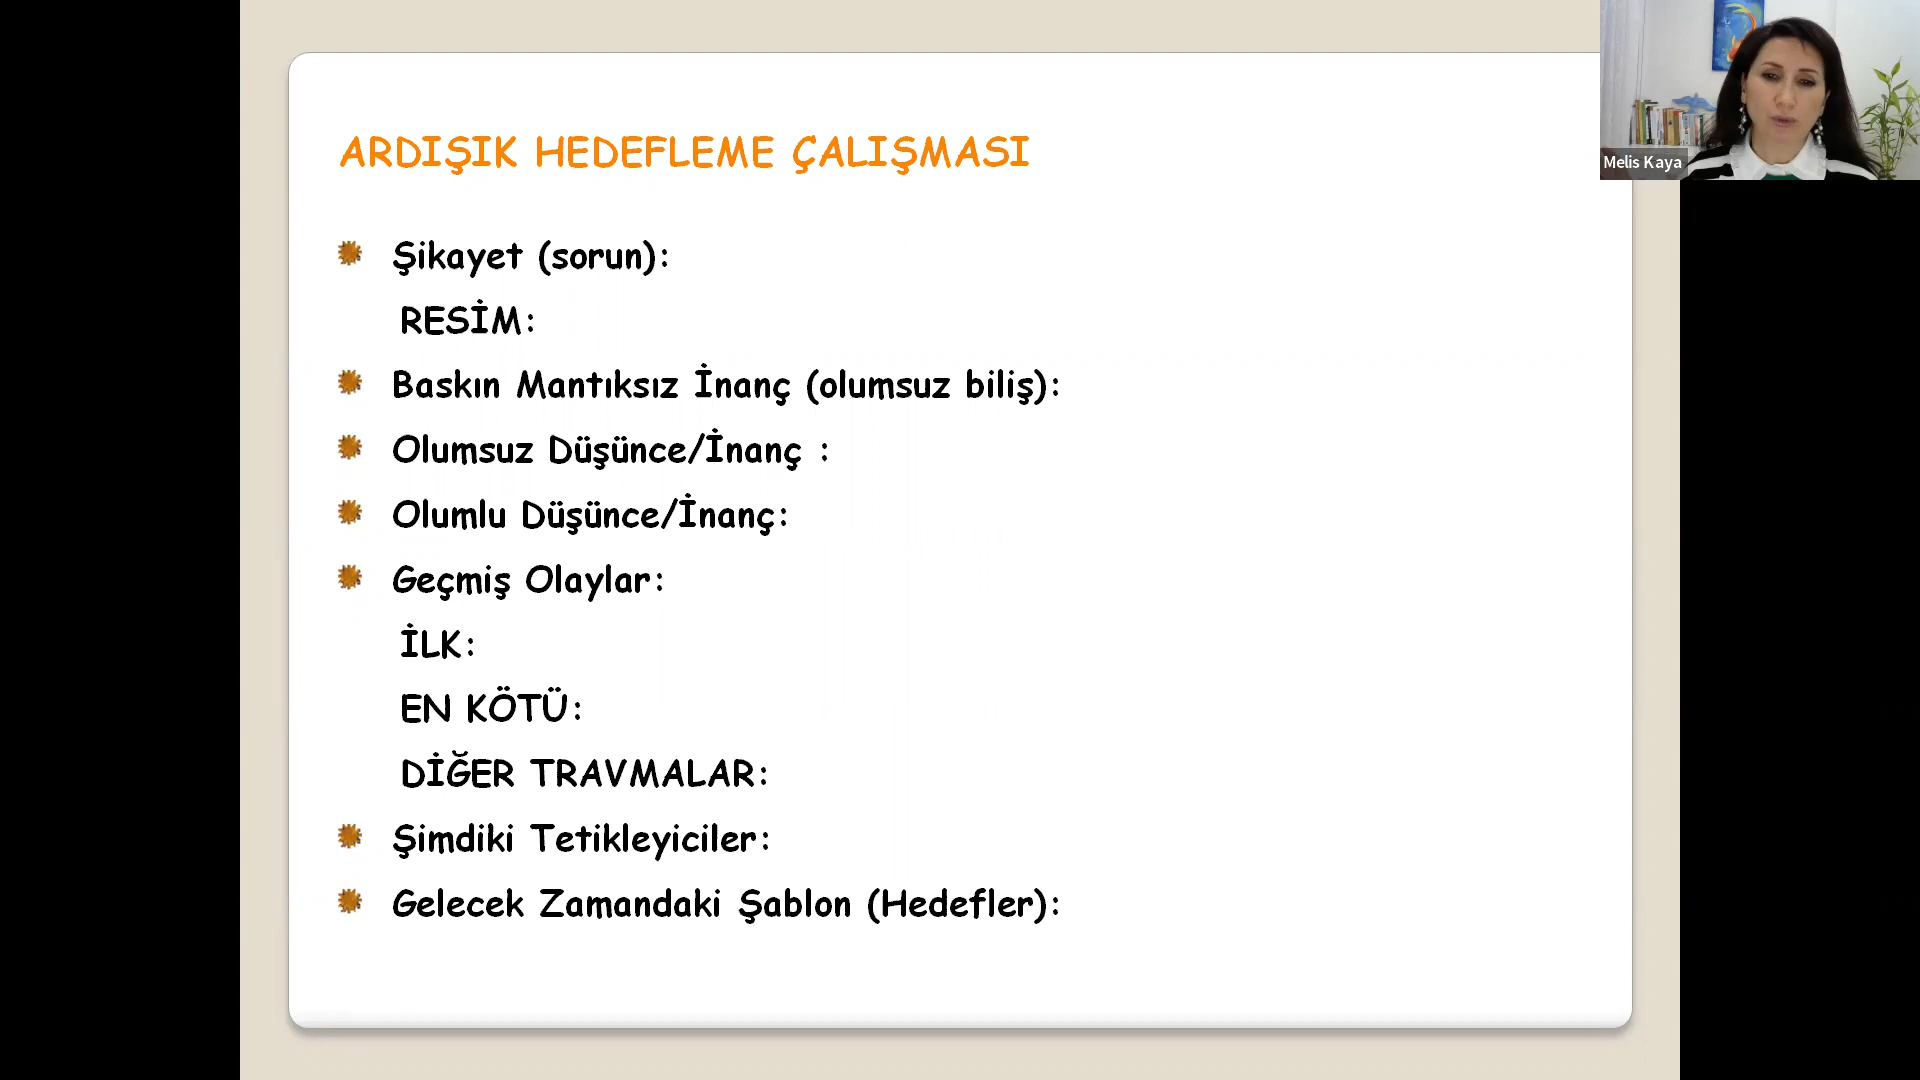 ARDIŞIK HEDEFLEME ÇALIŞMASI
Şikayet (sorun):
RESİM:
Baskın Mantıksız İnanç (olumsuz biliş):
Olumsuz Düşünce/İnanç :
Olumlu Düşünce/İnanç:
Geçmiş Olaylar:
İLK:
EN KÖTÜ:
DİĞER TRAVMALAR:
Şimdiki Tetikleyiciler:
Gelecek Zamandaki Şablon (Hedefler):
Melis Kaya